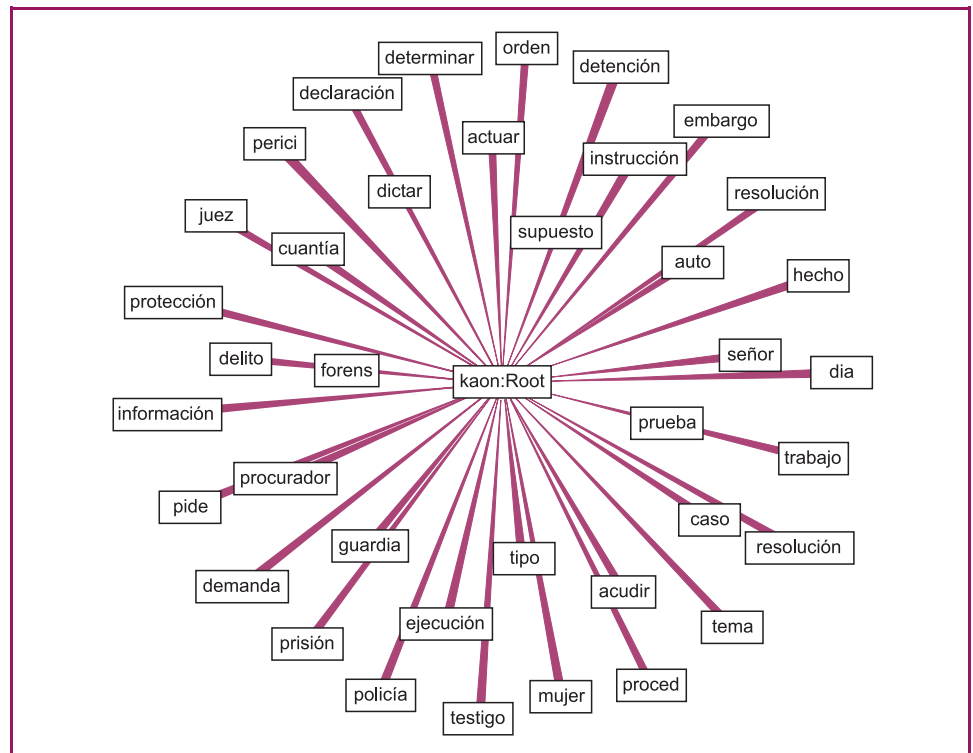 orden
determinar
detención
declaración
embargo
actuar
perici
instrucción
dictar
resolución
juez
supuesto
cuantía
auto
hecho
protección
señor
delito
forens
dia
kaon:Root
información
prueba
trabajo
procurador
pide
caso
resolución
guardia
tipo
demanda
acudir
ejecución
tema
prisión
proced
policía
mujer
testigo